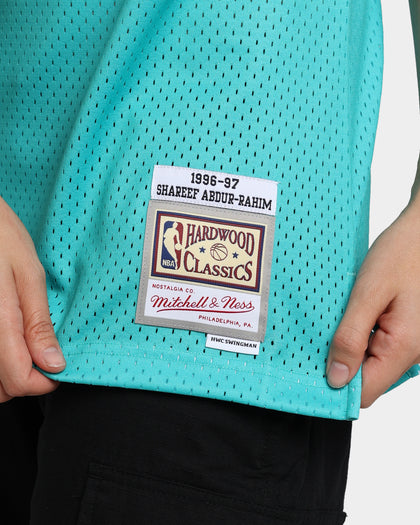 1996-97
SHAREEF ABDUR-RAHIM
HARDWOOD
CLASSICS
NBA
NOSTALGIA CO.
Mitchell & Ness
PHILADELPHIA, PA.
HWC SWINGMAN